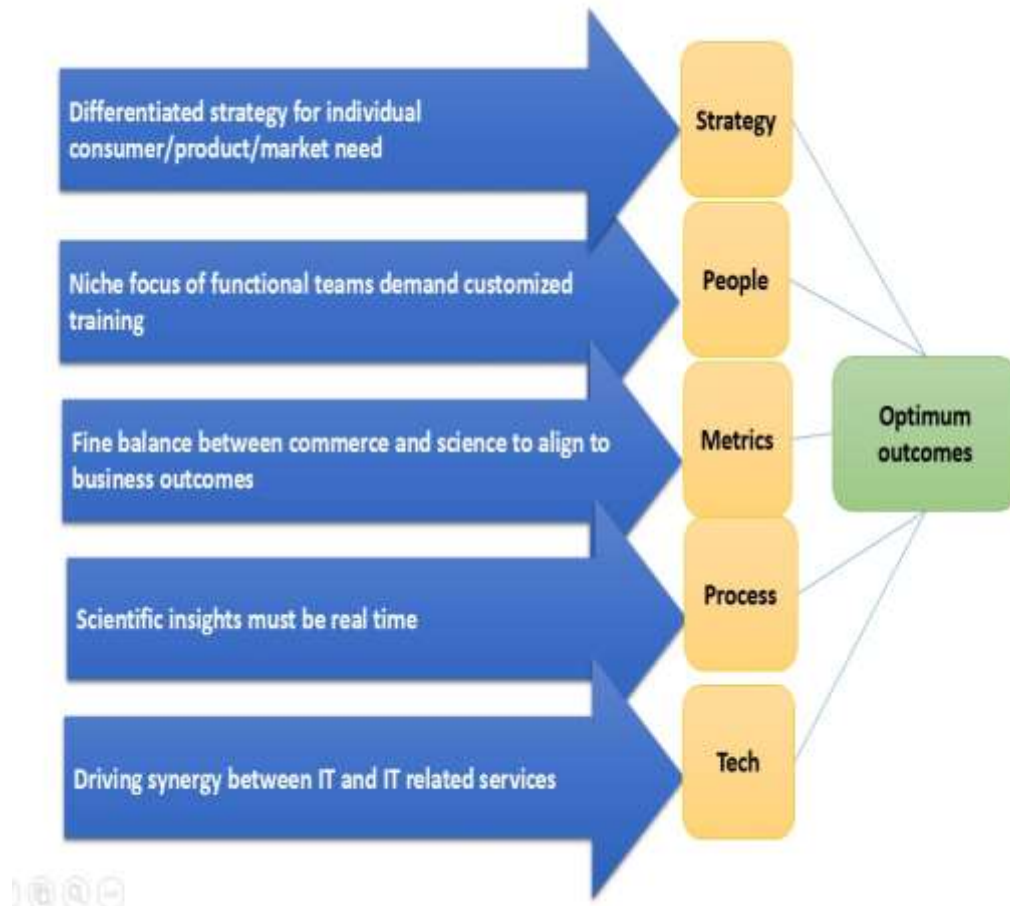 Differentiated strategy for individual
consumer/product/market need
Strategy
Niche focus of functional teams demand customized
training
People
Fine balance between commerce and science to align to
business outcomes
Metrics
Optimum
outcomes
Scientific insights must be real time
Process
Driving synergy between IT and IT related services
Tech